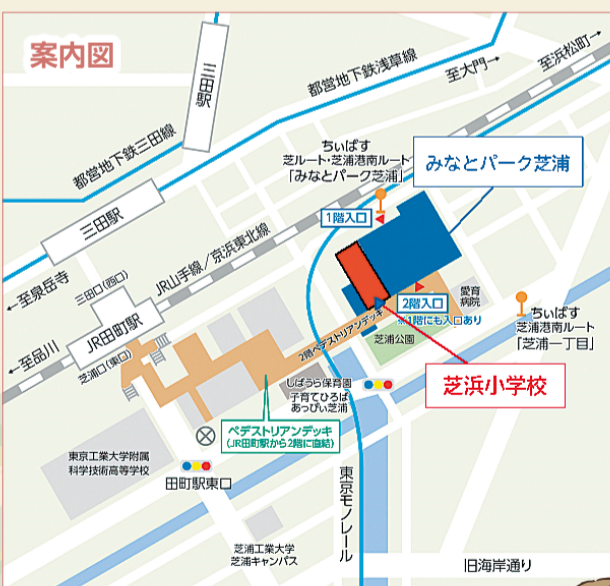 案内図
三田駅
都営地下鉄浅草線
至大門→
至浜松町→
都営地下鉄三田線
ちぃばす
芝ルート・芝浦港南ルート
「みなとパーク芝浦」
みなとパーク芝浦
1階入口
三田駅
JR山手線/京浜東北線
←至泉岳寺
三田口(西口)
JR田町駅
←至品川
芝浦口(東口)
2階入口
※1階にも入口あり
愛育
病院
ちぃばす
芝浦港南ルート
「芝浦一丁目」
2階ペデストリアンデッキ
芝浦公園
芝浜小学校
しばうら保育園
子育てひろば
あっぴぃ芝浦
ペデストリアンデッキ
(JR田町駅から2階に直結)
東京工業大学附属
科学技術高等学校
田町駅東口
東京モノレール
芝浦工業大学
芝浦キャンパス
旧海岸通り